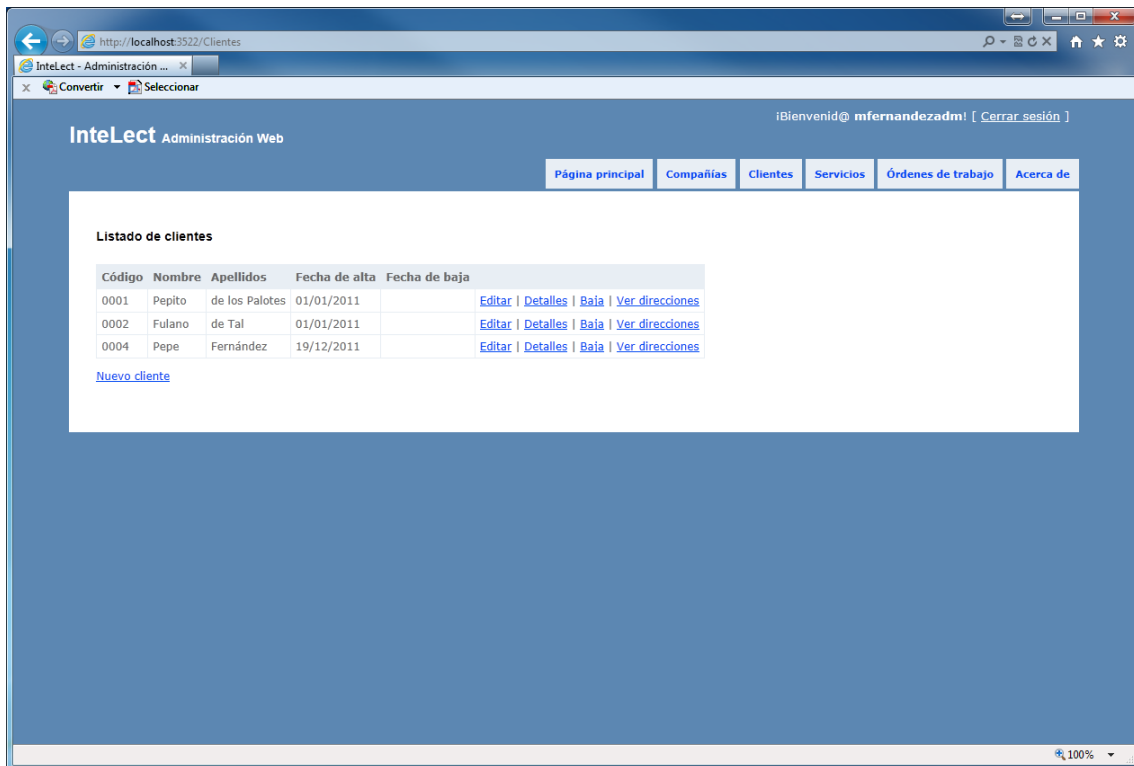 http://localhost:3522/Clientes
InteLect - Administración ...
Convertir Seleccionar
¡Bienvenid@ mfernandezadm! [ Cerrar sesión ]
InteLect Administración Web
Página principal Compañías Clientes Servicios Órdenes de trabajo Acerca de
Listado de clientes
Código Nombre Apellidos Fecha de alta Fecha de baja
0001 Pepito de los Palotes 01/01/2011 Editar | Detalles | Baja | Ver direcciones
0002 Fulano de Tal 01/01/2011 Editar | Detalles | Baja | Ver direcciones
0004 Pepe Fernández 19/12/2011 Editar | Detalles | Baja | Ver direcciones
Nuevo cliente
100%